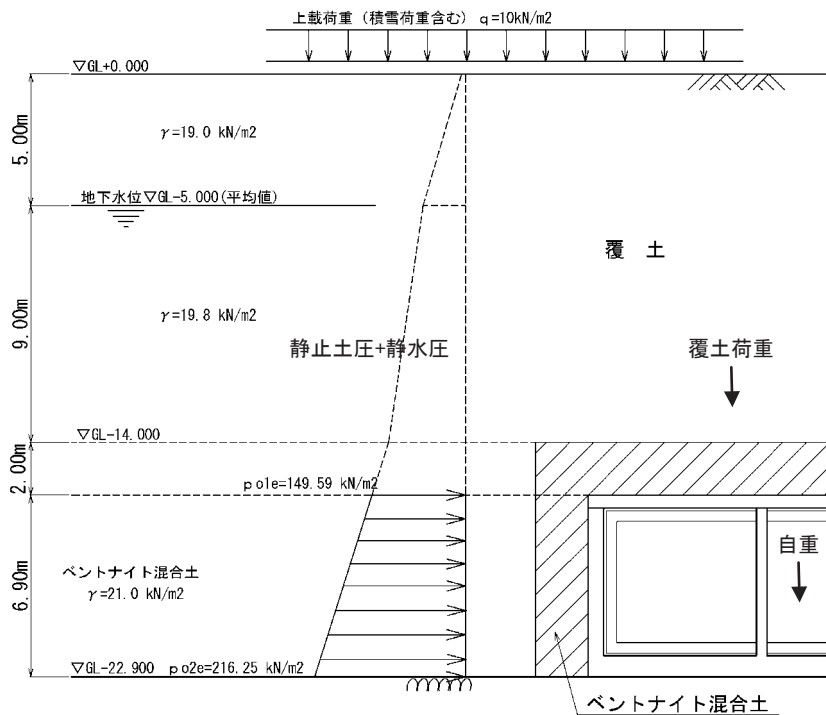 上載荷重（積雪荷重含む）q=10kN/m2
▽GL+0.000
5.00m
γ=19.0 kN/m2
地下水位▽GL-5.000(平均値)
覆 土
9.00m
γ=19.8 kN/m2
静止土圧+静水圧
覆土荷重
▽GL-14.000
2.00m
po1e=149.59 kN/m2
自重
6.90m
ベントナイト混合土
γ=21.0 kN/m2
▽GL-22.900 po2e=216.25 kN/m2
ベントナイト混合土